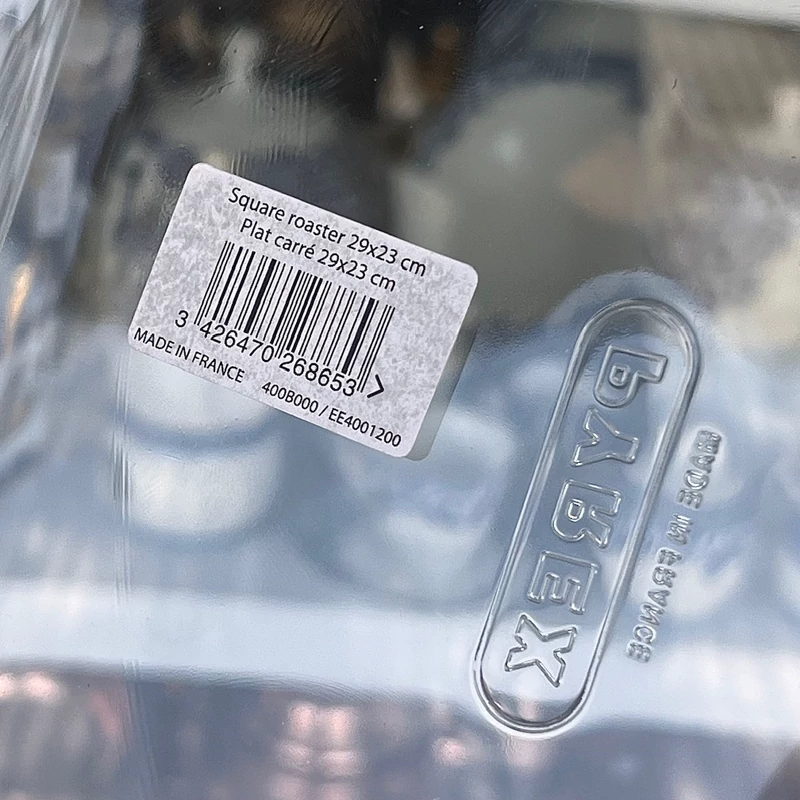 Square roaster 29x23 cm
Plat carré 29x23 cm
3 426470 268653 >
MADE IN FRANCE 400B000 / EE4001200
PYREX
MADE IN FRANCE